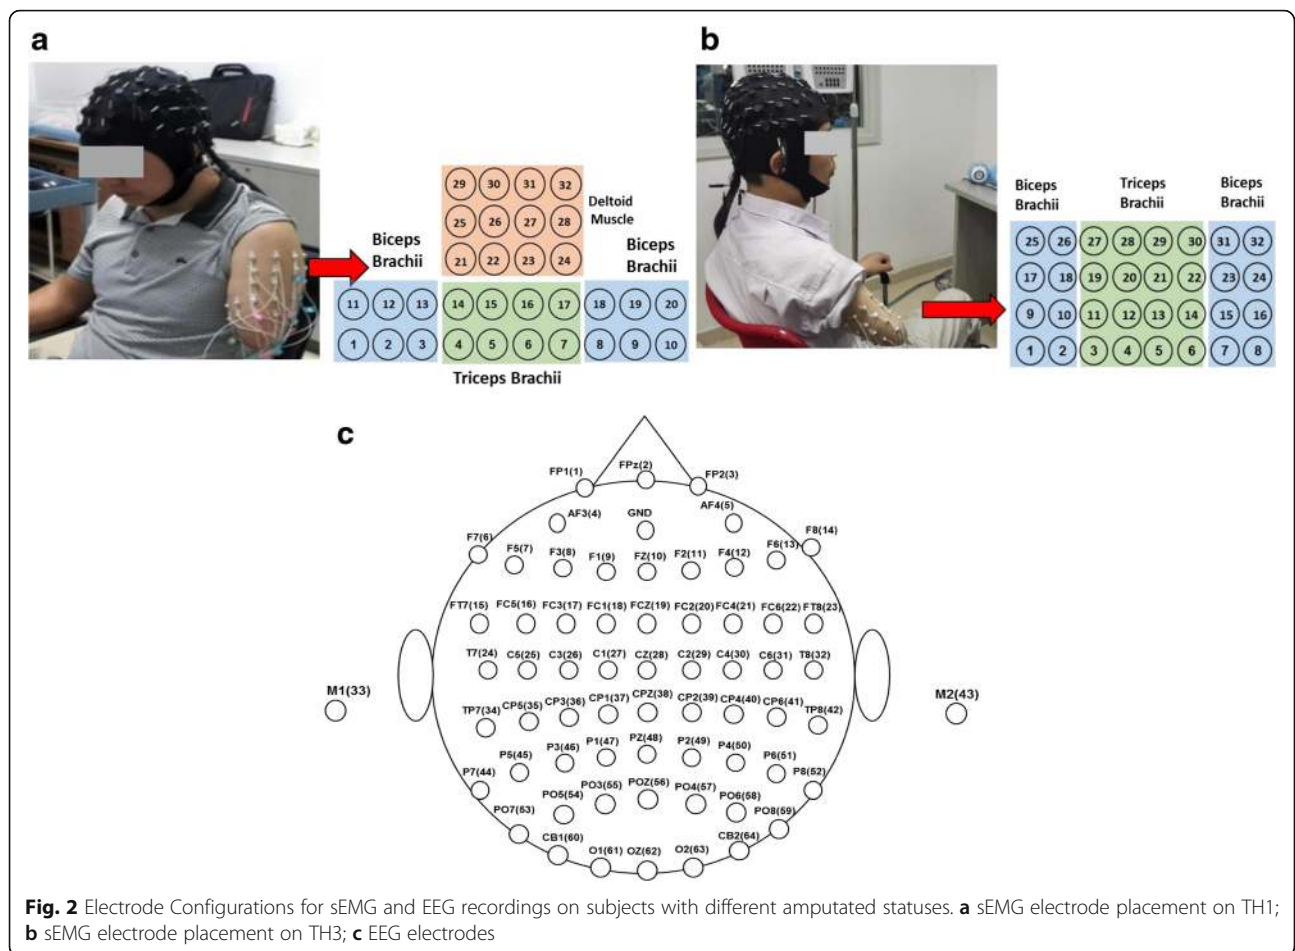 a
b
29 30 31 32
25 26 27 28
21 22 23 24
Deltoid
Muscle
Biceps
Brachii
Biceps
Brachii
11 12 13 14 15 16 17 18 19 20
1 2 3 4 5 6 7 8 9 10
Triceps Brachii
Biceps
Brachii
Triceps
Brachii
Biceps
Brachii
25 26 27 28 29 30 31 32
17 18 19 20 21 22 23 24
9 10 11 12 13 14 15 16
1 2 3 4 5 6 7 8
c
FP1(1) FPz(2) FP2(3)
AF3(4) GND AF4(5)
F7(6) F5(7) F3(8) F1(9) FZ(10) F2(11) F4(12) F6(13) F8(14)
FT7(15) FC5(16) FC3(17) FC1(18) FCZ(19) FC2(20) FC4(21) FC6(22) FT8(23)
T7(24) C5(25) C3(26) C1(27) CZ(28) C2(29) C4(30) C6(31) T8(32)
M1(33) TP7(34) CP5(35) CP3(36) CP1(37) CPZ(38) CP2(39) CP4(40) CP6(41) TP8(42) M2(43)
P7(44) P5(45) P3(46) P1(47) PZ(48) P2(49) P4(50) P6(51) P8(52)
PO7(53) PO5(54) PO3(55) POZ(56) PO4(57) PO6(58) PO8(59)
CB1(60) O1(61) OZ(62) O2(63) CB2(64)
Fig. 2 Electrode Configurations for sEMG and EEG recordings on subjects with different amputated statuses. a sEMG electrode placement on TH1;
b sEMG electrode placement on TH3; c EEG electrodes